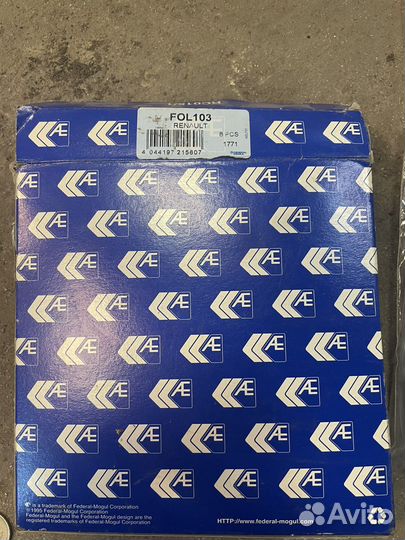 FOL103
RENAULT
8 PCS
1771
4 044197 215807
Æ is a trademark of Federal-Mogul Corporation
© 1995 Federal-Mogul Corporation
Federal-Mogul and the Federal-Mogul design are the
registered trademarks of Federal-Mogul Corporation.
HTTP://www.federal-mogul.com
Avito